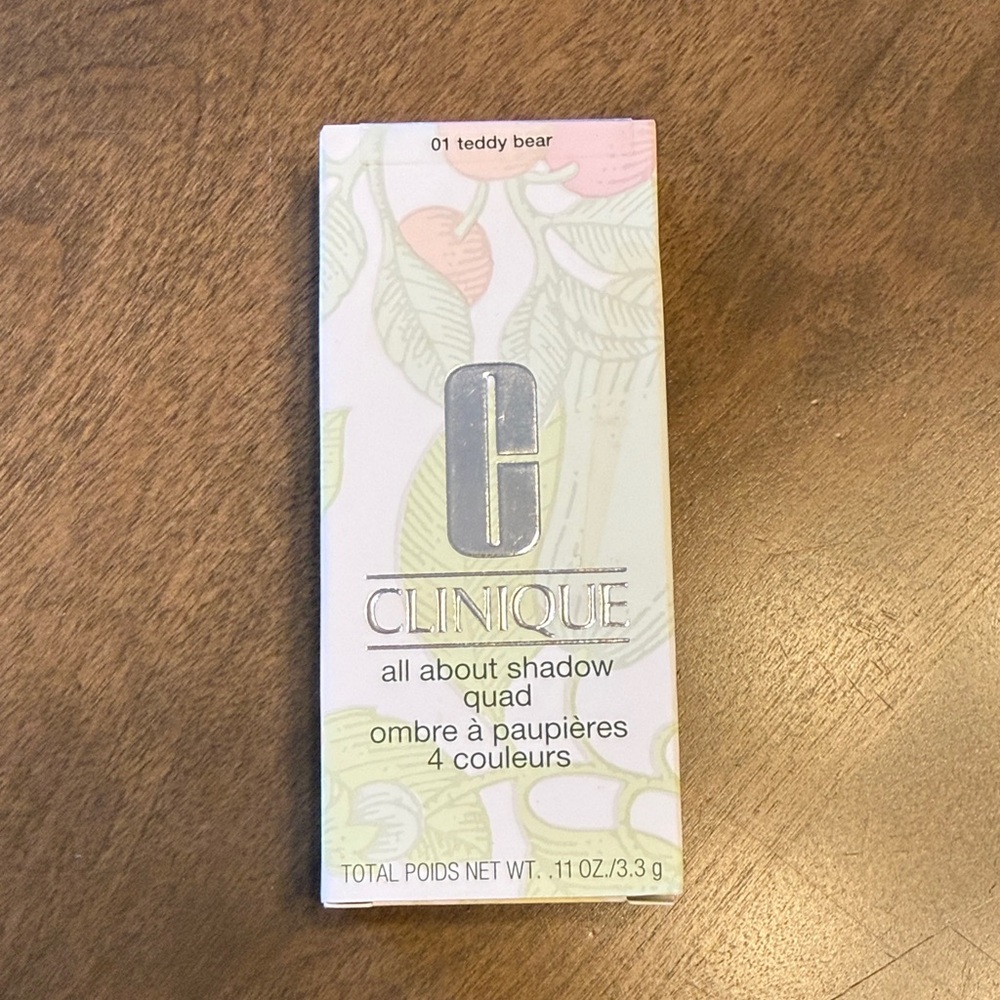 01 teddy bear
CLINIQUE
all about shadow
quad
ombre à paupières
4 couleurs
TOTAL POIDS NET WT. .11 OZ./3.3 g